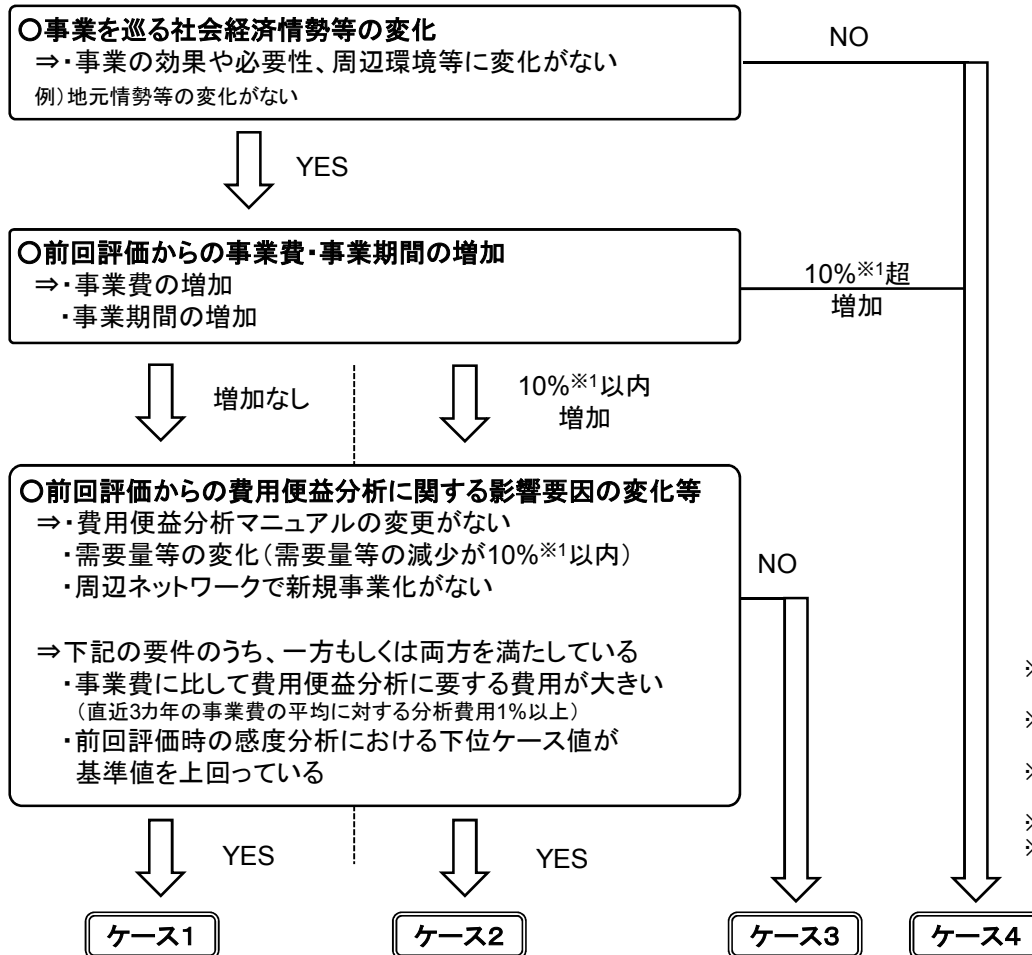 ○事業を巡る社会経済情勢等の変化
⇒・事業の効果や必要性、周辺環境等に変化がない
例）地元情勢等の変化がない
NO
YES
○前回評価からの事業費・事業期間の増加
⇒・事業費の増加
・事業期間の増加
10%※1超
増加
増加なし
10%※1以内
増加
○前回評価からの費用便益分析に関する影響要因の変化等
⇒・費用便益分析マニュアルの変更がない
・需要量等の変化（需要量等の減少が10%※1以内）
・周辺ネットワークで新規事業化がない
NO
⇒下記の要件のうち、一方もしくは両方を満たしている
・事業費に比して費用便益分析に要する費用が大きい
（直近3カ年の事業費の平均に対する分析費用1%以上）
・前回評価時の感度分析における下位ケース値が
基準値を上回っている
※
※
※
※
※
YES
YES
ケース1
ケース2
ケース3
ケース4